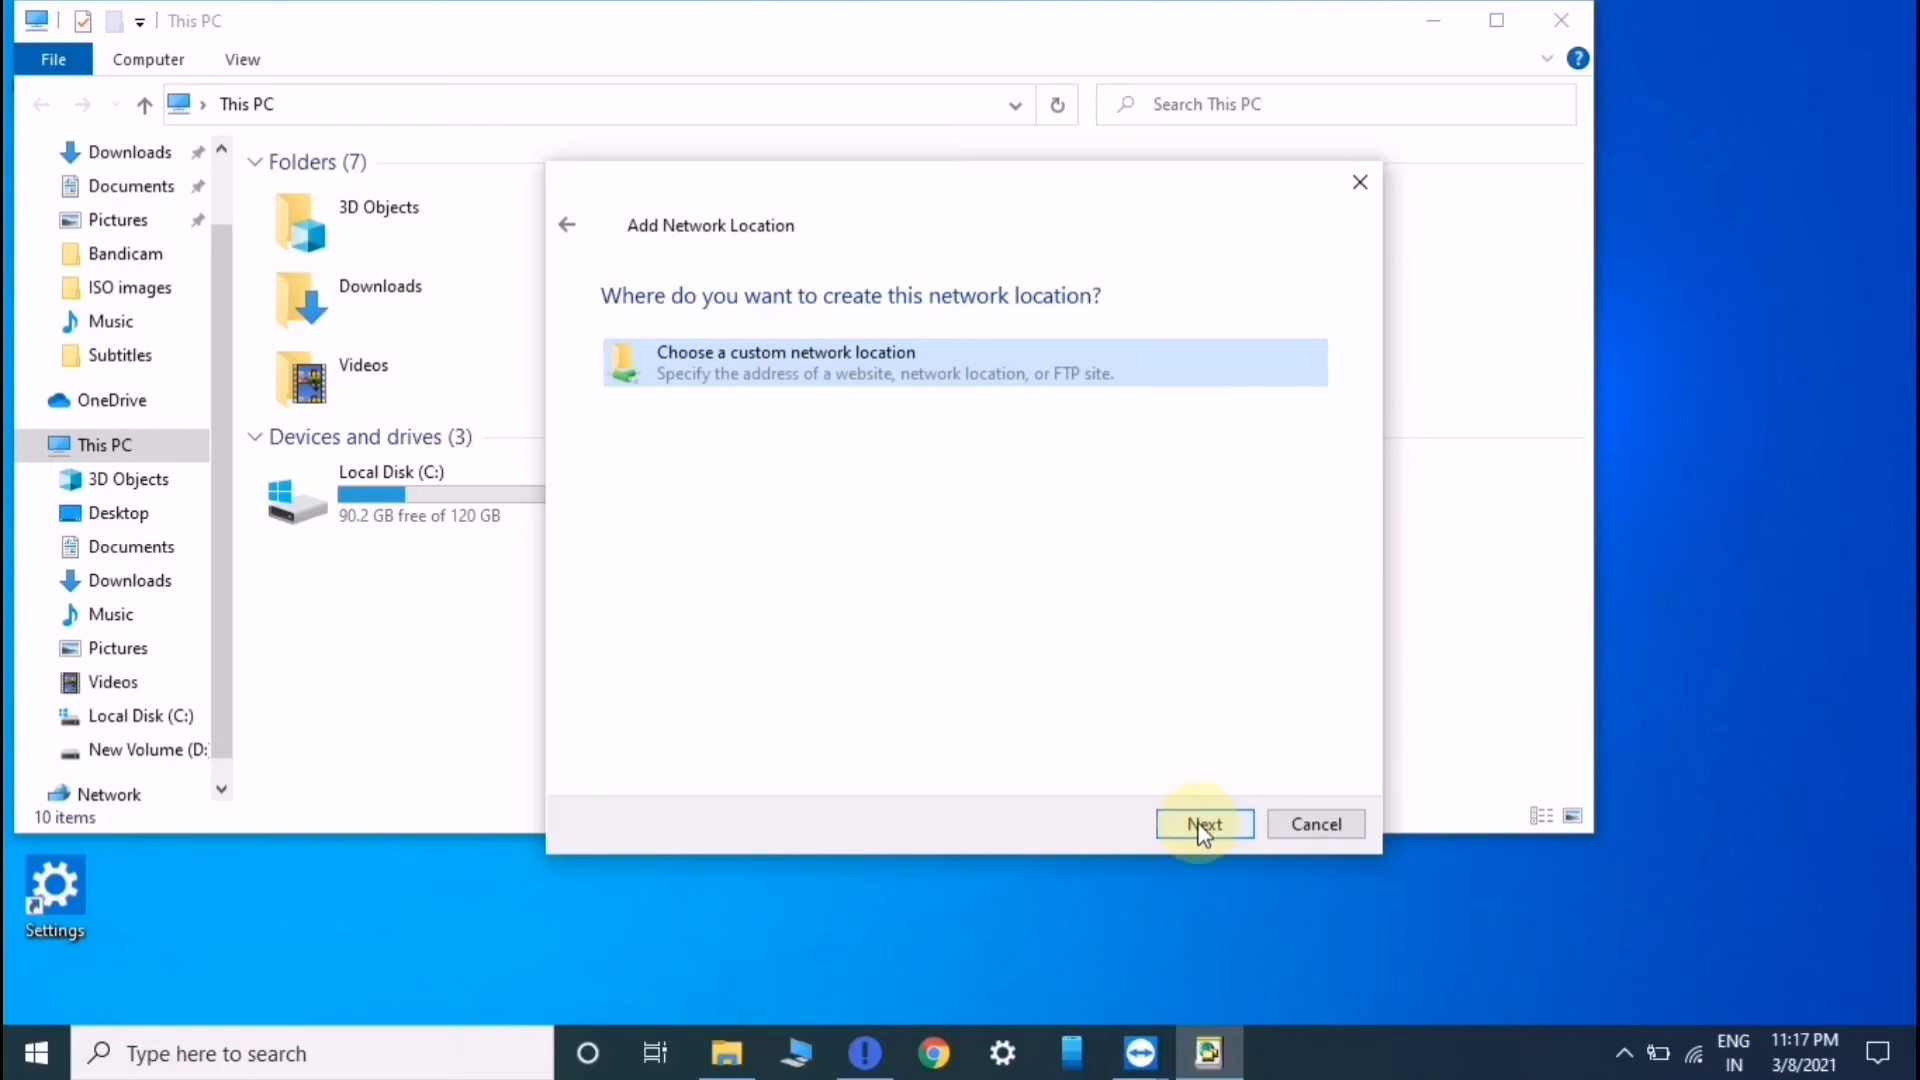 This PC
File
Computer
View
This PC
Search This PC
Downloads
Documents
Pictures
Bandicam
ISO images
Music
Subtitles
OneDrive
This PC
3D Objects
Desktop
Documents
Downloads
Music
Pictures
Videos
Local Disk (C:)
New Volume (D:
Network
10 items
Folders (7)
3D Objects
Downloads
Videos
Devices and drives (3)
Local Disk (C:)
90.2 GB free of 120 GB
Add Network Location
Where do you want to create this network location?
Choose a custom network location
Specify the address of a website, network location, or FTP site.
Next
Cancel
Settings
Type here to search
ENG
IN
11:17 PM
3/8/2021